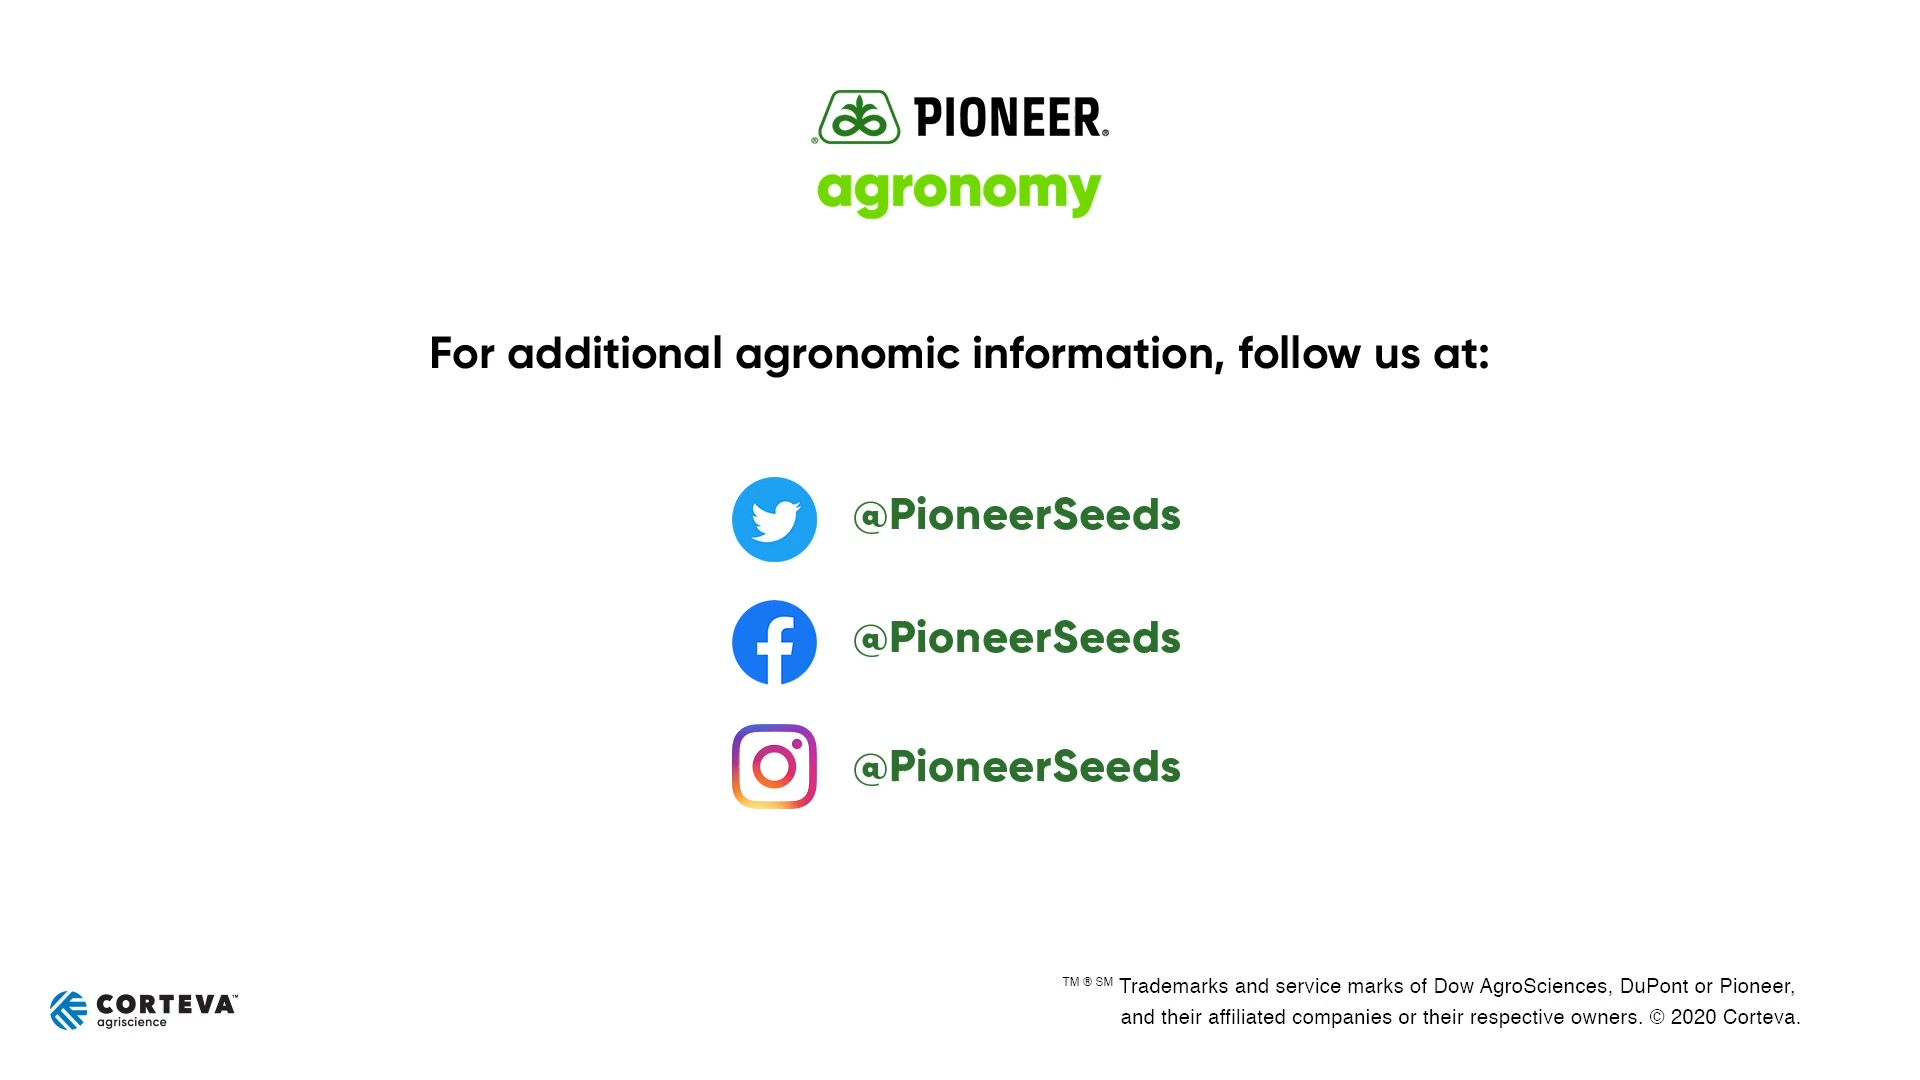 PIONEER®
agronomy
For additional agronomic information, follow us at:
@PioneerSeeds
@PioneerSeeds
@PioneerSeeds
CORTEVA™
agriscience
TM ® SM Trademarks and service marks of Dow AgroSciences, DuPont or Pioneer,
and their affiliated companies or their respective owners. © 2020 Corteva.